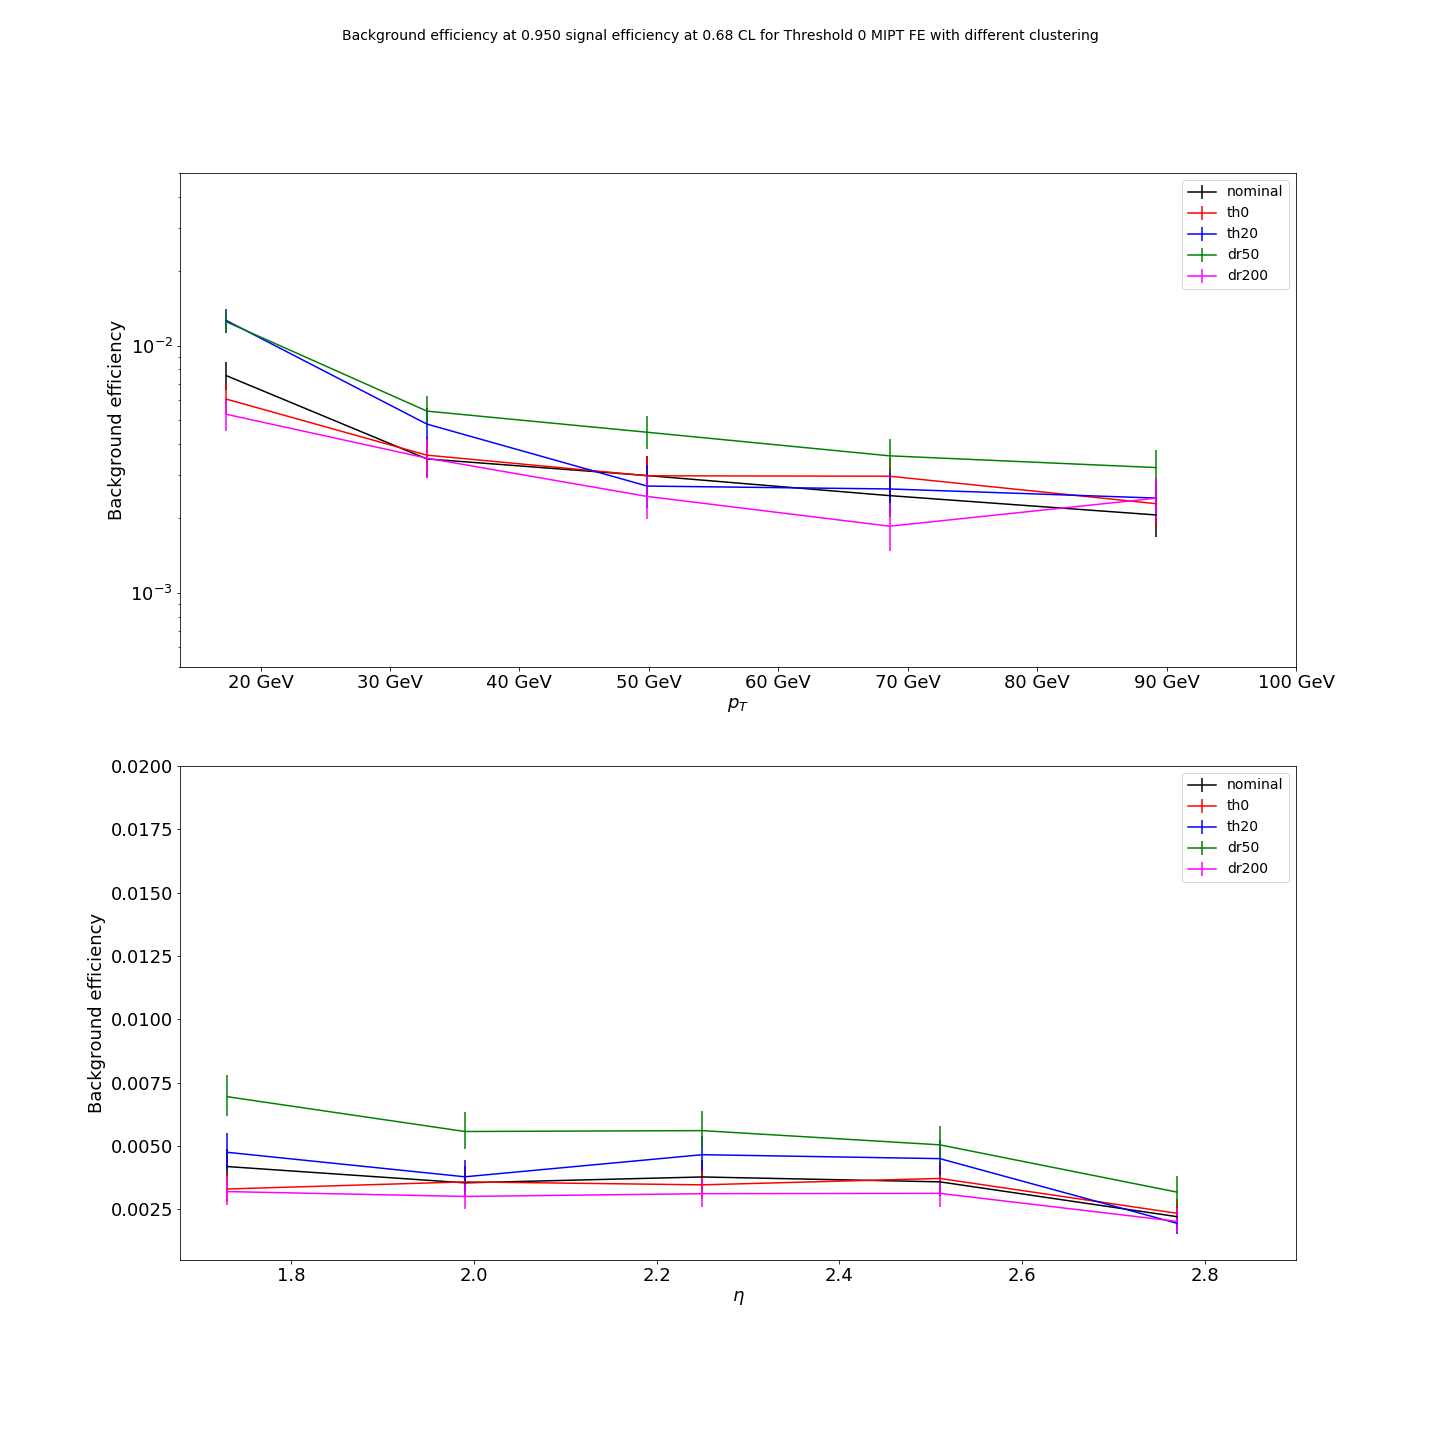 Background efficiency at 0.950 signal efficiency at 0.68 CL for Threshold 0 MIPT FE with different clustering
nominal
th0
th20
dr50
dr200
Background efficiency
10⁻²
10⁻³
20 GeV 30 GeV 40 GeV 50 GeV 60 GeV 70 GeV 80 GeV 90 GeV 100 GeV
p_T
0.0200
0.0175
0.0150
0.0125
0.0100
0.0075
0.0050
0.0025
Background efficiency
nominal
th0
th20
dr50
dr200
1.8 2.0 2.2 2.4 2.6 2.8
η